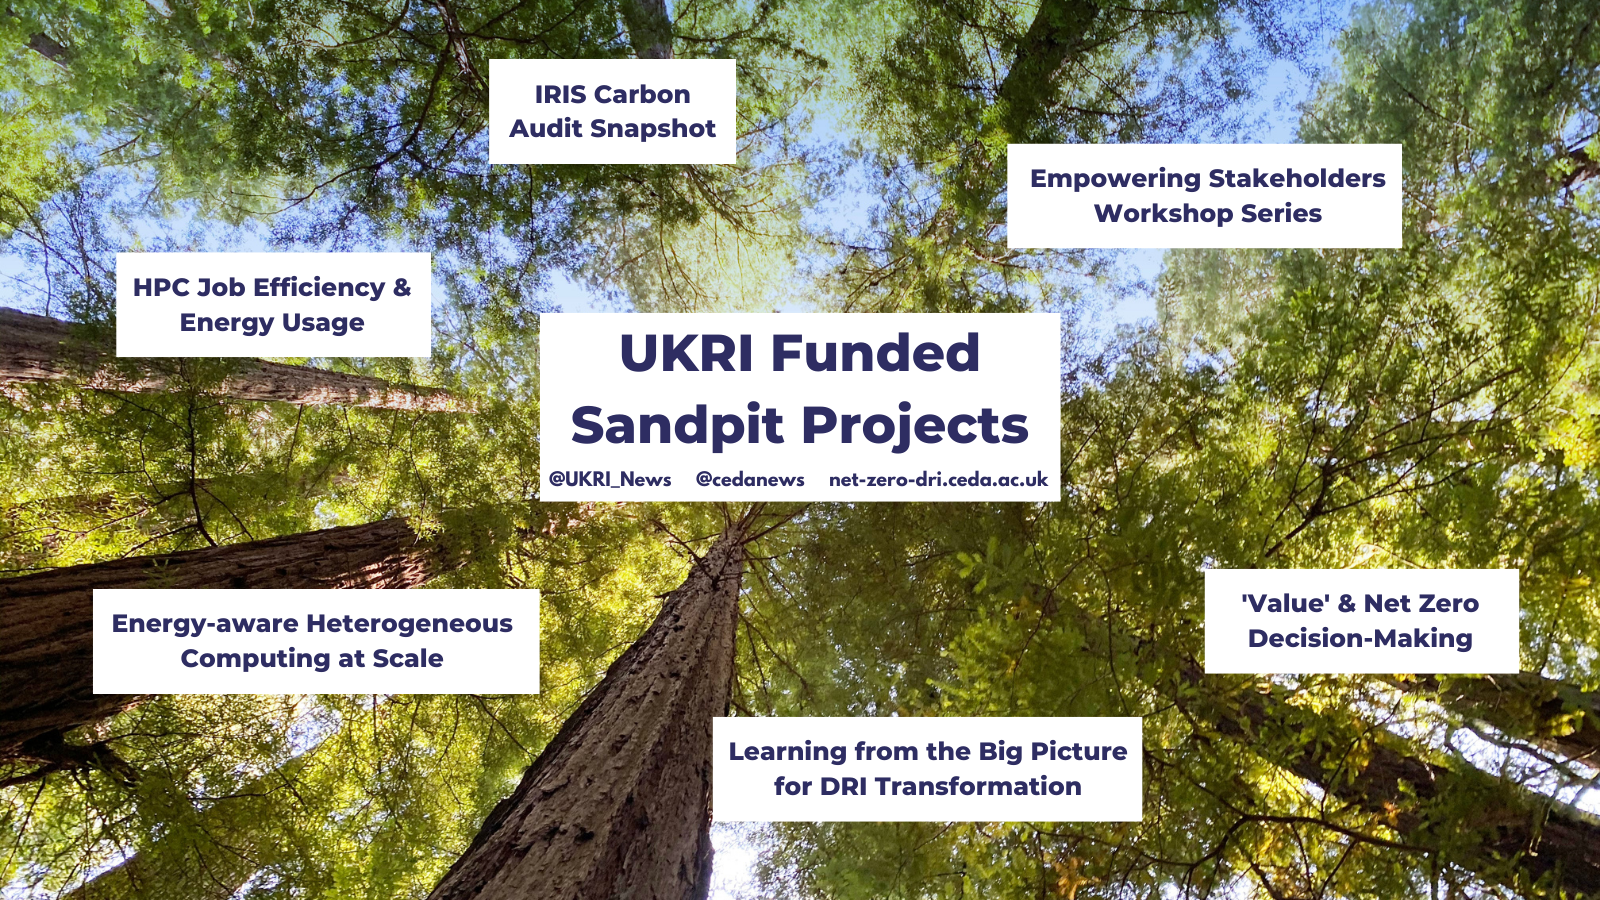 IRIS Carbon
Audit Snapshot
Empowering Stakeholders
Workshop Series
HPC Job Efficiency &
Energy Usage
UKRI Funded
Sandpit Projects
@UKRI_News @cedanews net-zero-dri.ceda.ac.uk
Energy-aware Heterogeneous
Computing at Scale
'Value' & Net Zero
Decision-Making
Learning from the Big Picture
for DRI Transformation